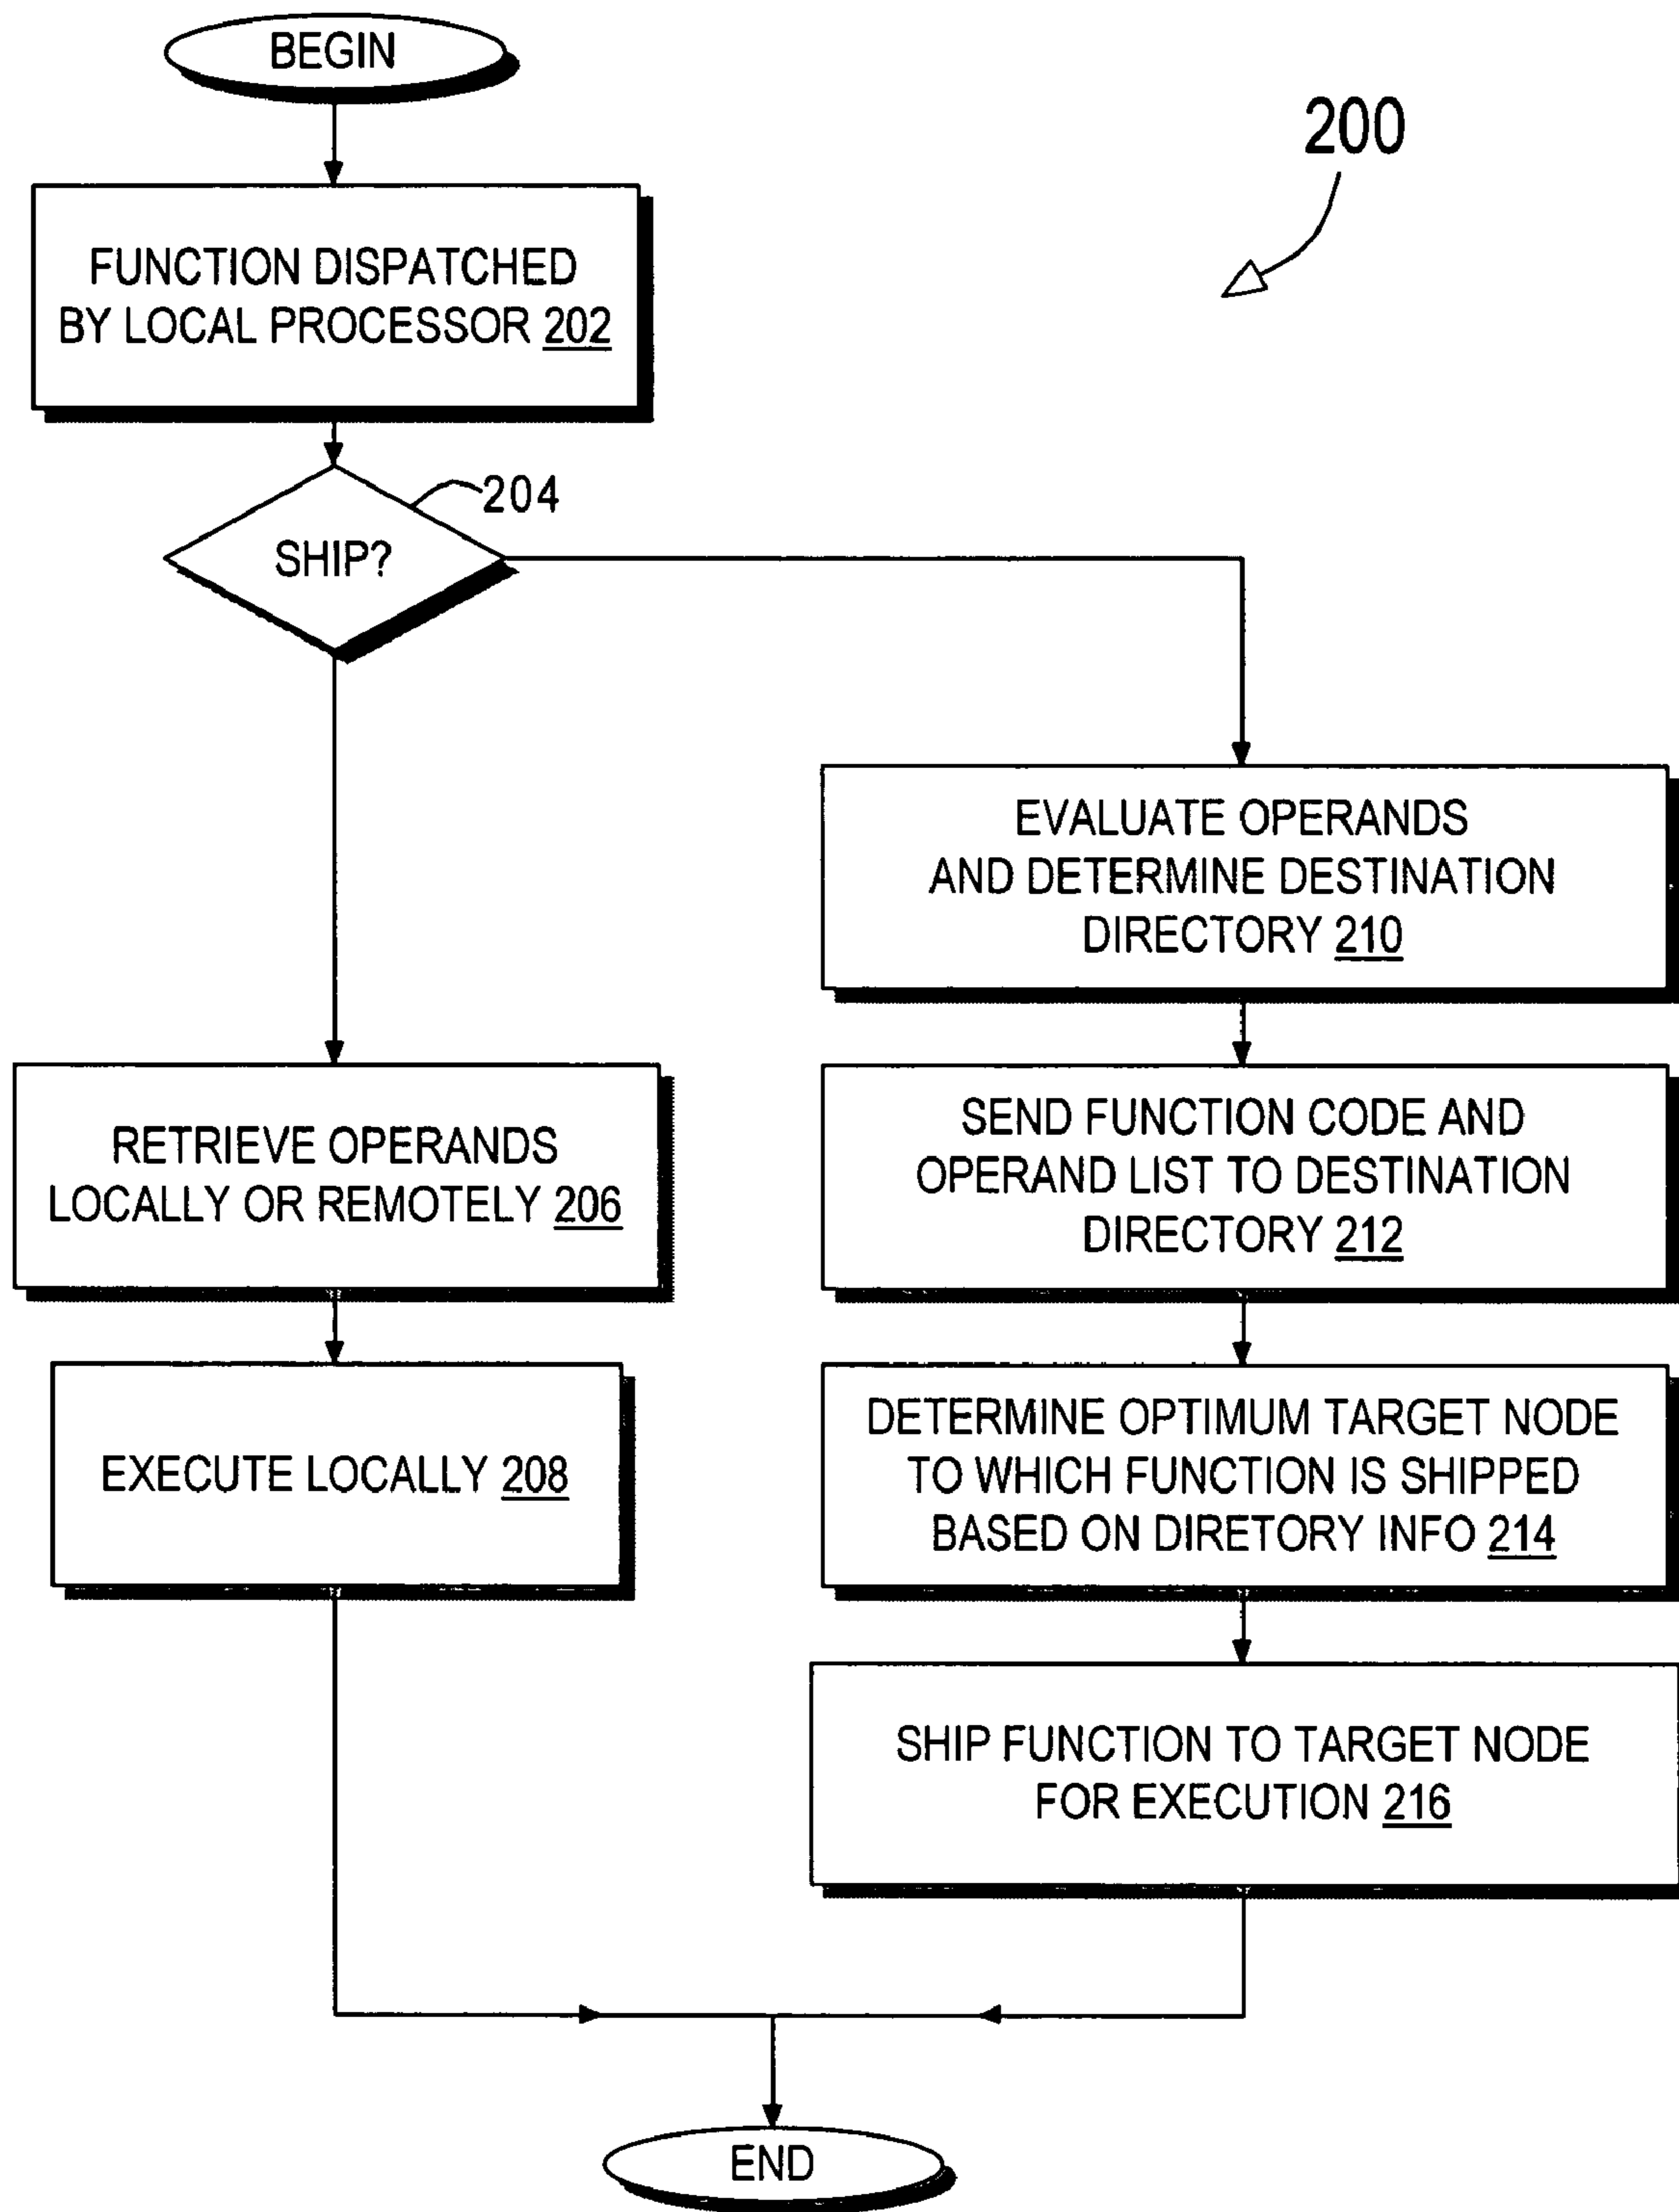 BEGIN
200
FUNCTION DISPATCHED
BY LOCAL PROCESSOR 202
204
SHIP?
EVALUATE OPERANDS
AND DETERMINE DESTINATION
DIRECTORY 210
RETRIEVE OPERANDS
LOCALLY OR REMOTELY 206
SEND FUNCTION CODE AND
OPERAND LIST TO DESTINATION
DIRECTORY 212
EXECUTE LOCALLY 208
DETERMINE OPTIMUM TARGET NODE
TO WHICH FUNCTION IS SHIPPED
BASED ON DIRETORY INFO 214
SHIP FUNCTION TO TARGET NODE
FOR EXECUTION 216
END